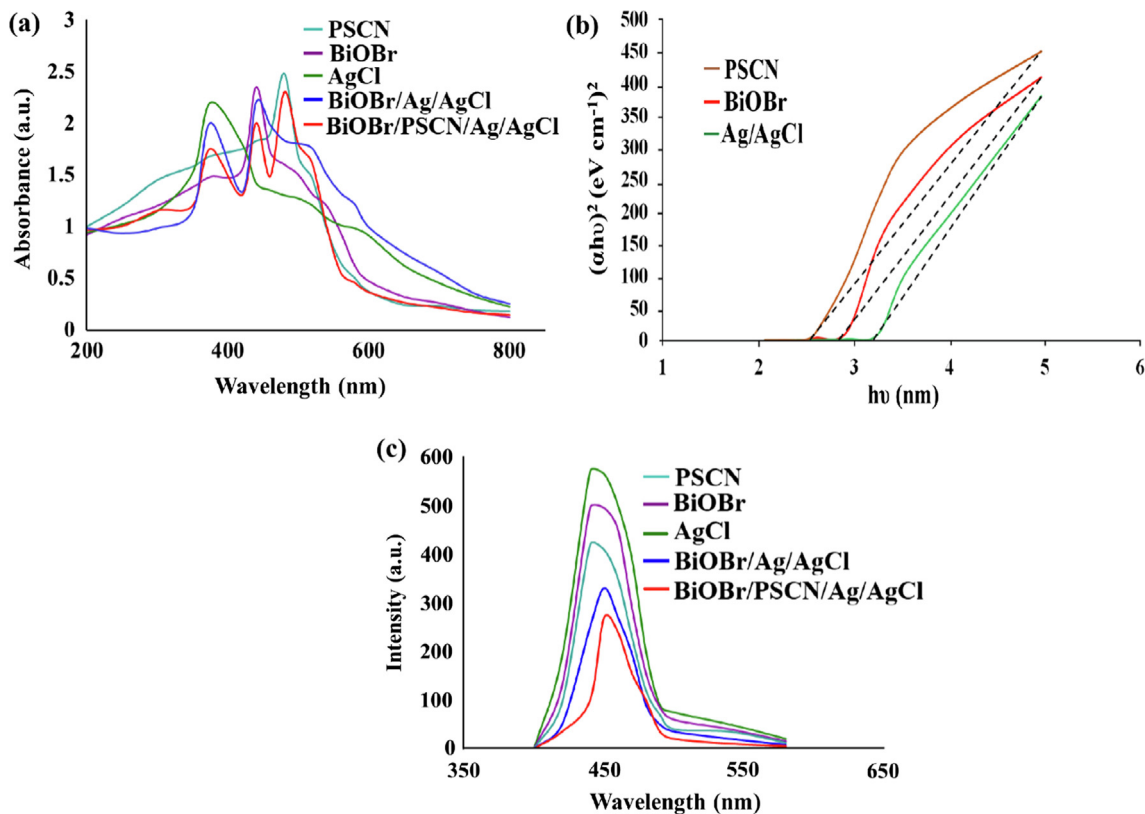 (a)
3
2.5
2
1.5
1
0.5
0
Absorbance (a.u.)
200
400
600
800
Wavelength (nm)
PSCN
BiOBr
AgCl
BiOBr/Ag/AgCl
BiOBr/PSCN/Ag/AgCl
(b)
500
450
400
350
300
250
200
150
100
50
0
(αhυ)² (eV cm⁻¹)²
1
2
3
4
5
6
hυ (nm)
PSCN
BiOBr
Ag/AgCl
(c)
600
500
400
300
200
100
0
Intensity (a.u.)
350
450
550
650
Wavelength (nm)
PSCN
BiOBr
AgCl
BiOBr/Ag/AgCl
BiOBr/PSCN/Ag/AgCl